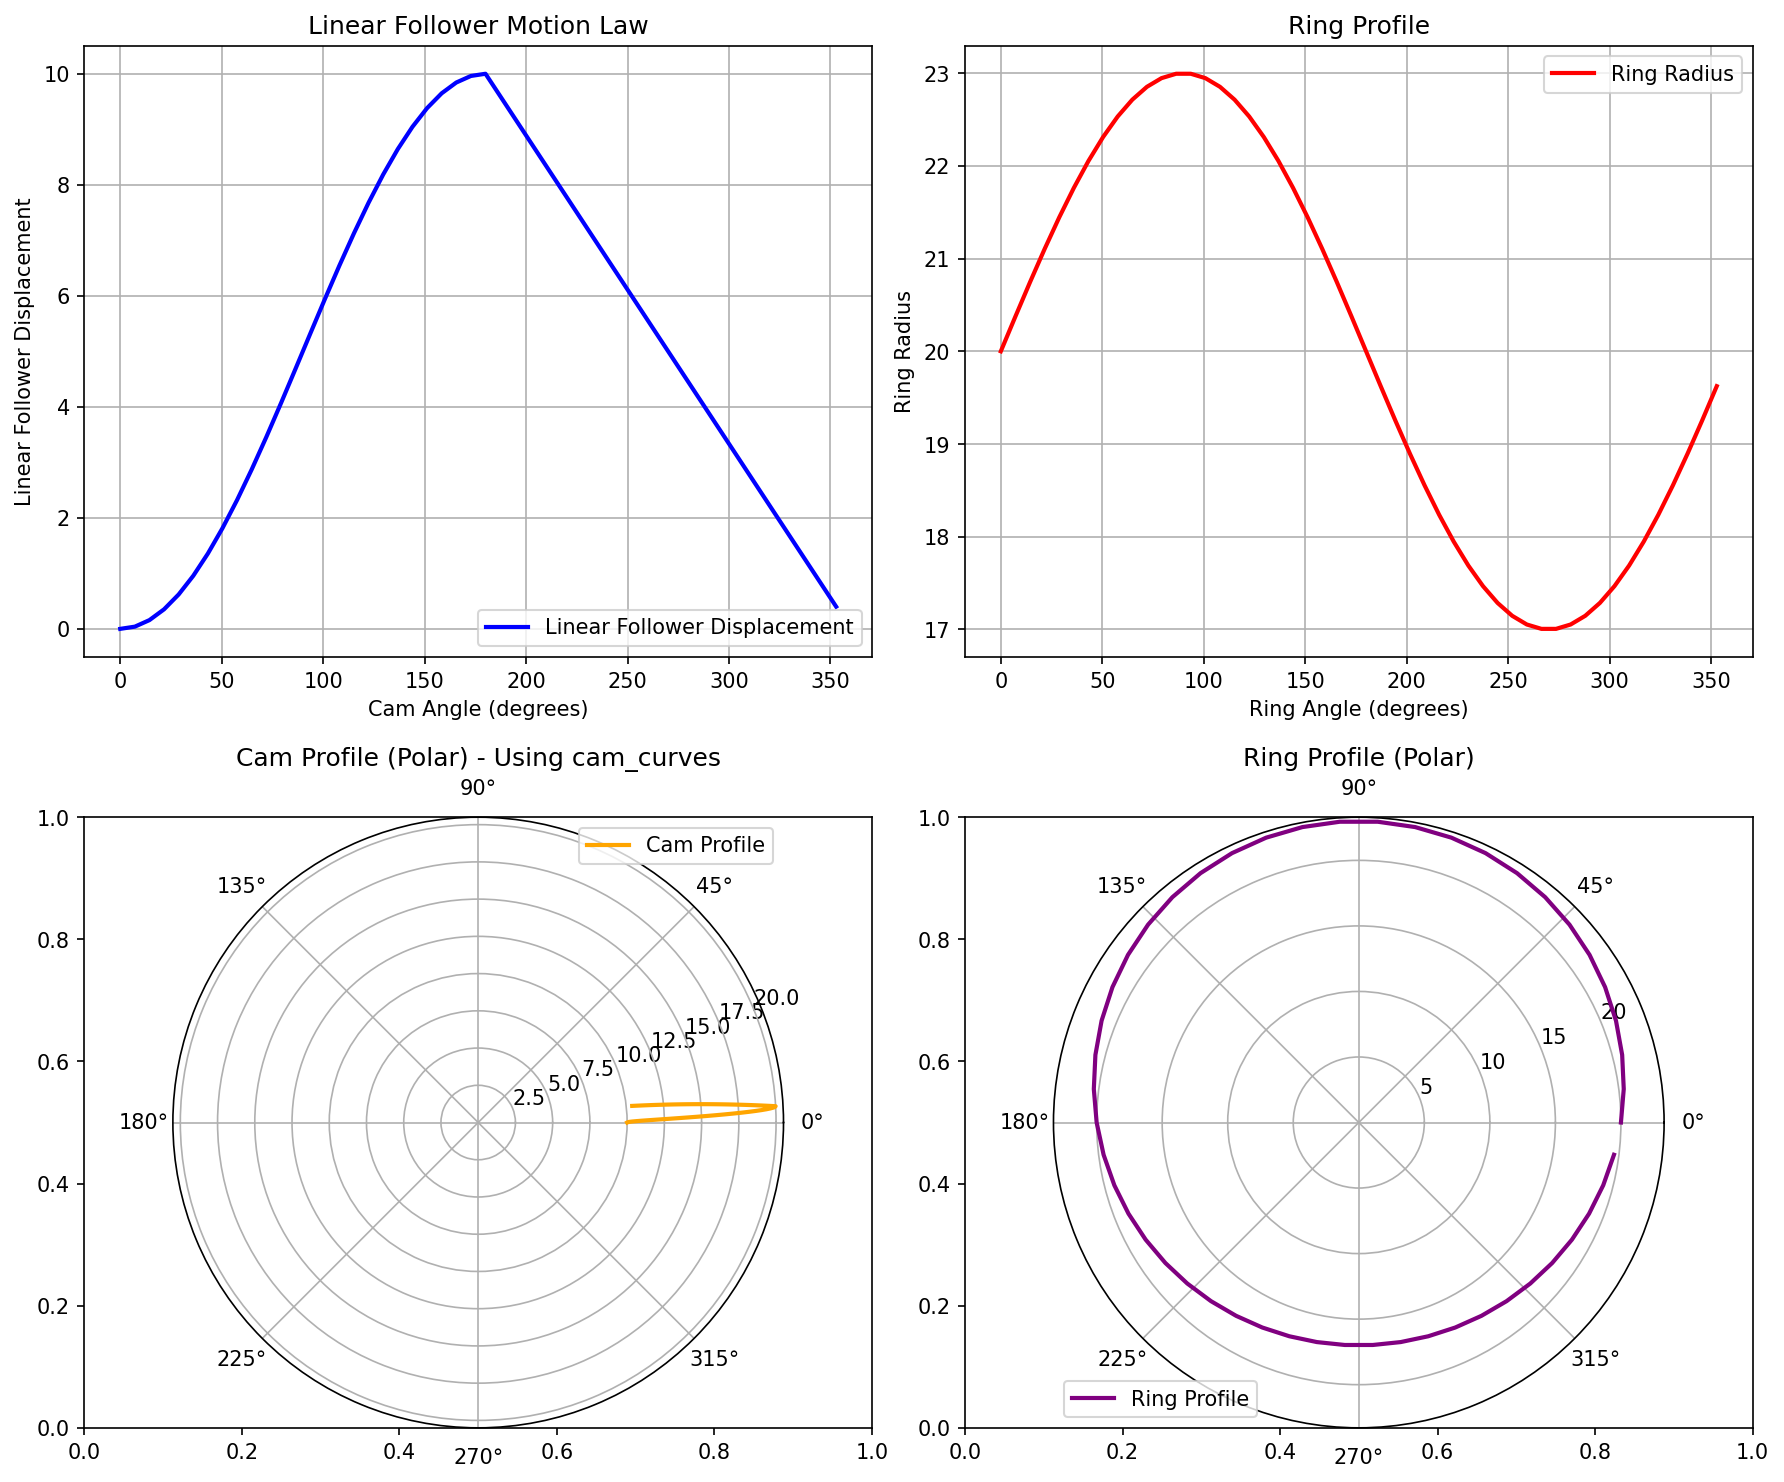 Linear Follower Motion Law
10
8
6
4
2
0
Linear Follower Displacement
Linear Follower Displacement
0 50 100 150 200 250 300 350
Cam Angle (degrees)
Ring Profile
23
22
21
20
19
18
17
Ring Radius
Ring Radius
0 50 100 150 200 250 300 350
Ring Angle (degrees)
Cam Profile (Polar) - Using cam_curves
90°
1.0
0.8
0.6
0.4
0.2
0.0
Cam Profile
135° 45°
20.0
17.5
15.0
12.5
10.0
7.5
5.0
2.5
180° 0°
225° 315°
0.0 0.2 0.4 270° 0.6 0.8 1.0
Ring Profile (Polar)
90°
1.0
0.8
0.6
0.4
0.2
0.0
135° 45°
20
15
10
5
180° 0°
225° 315°
Ring Profile
0.0 0.2 0.4 270° 0.6 0.8 1.0